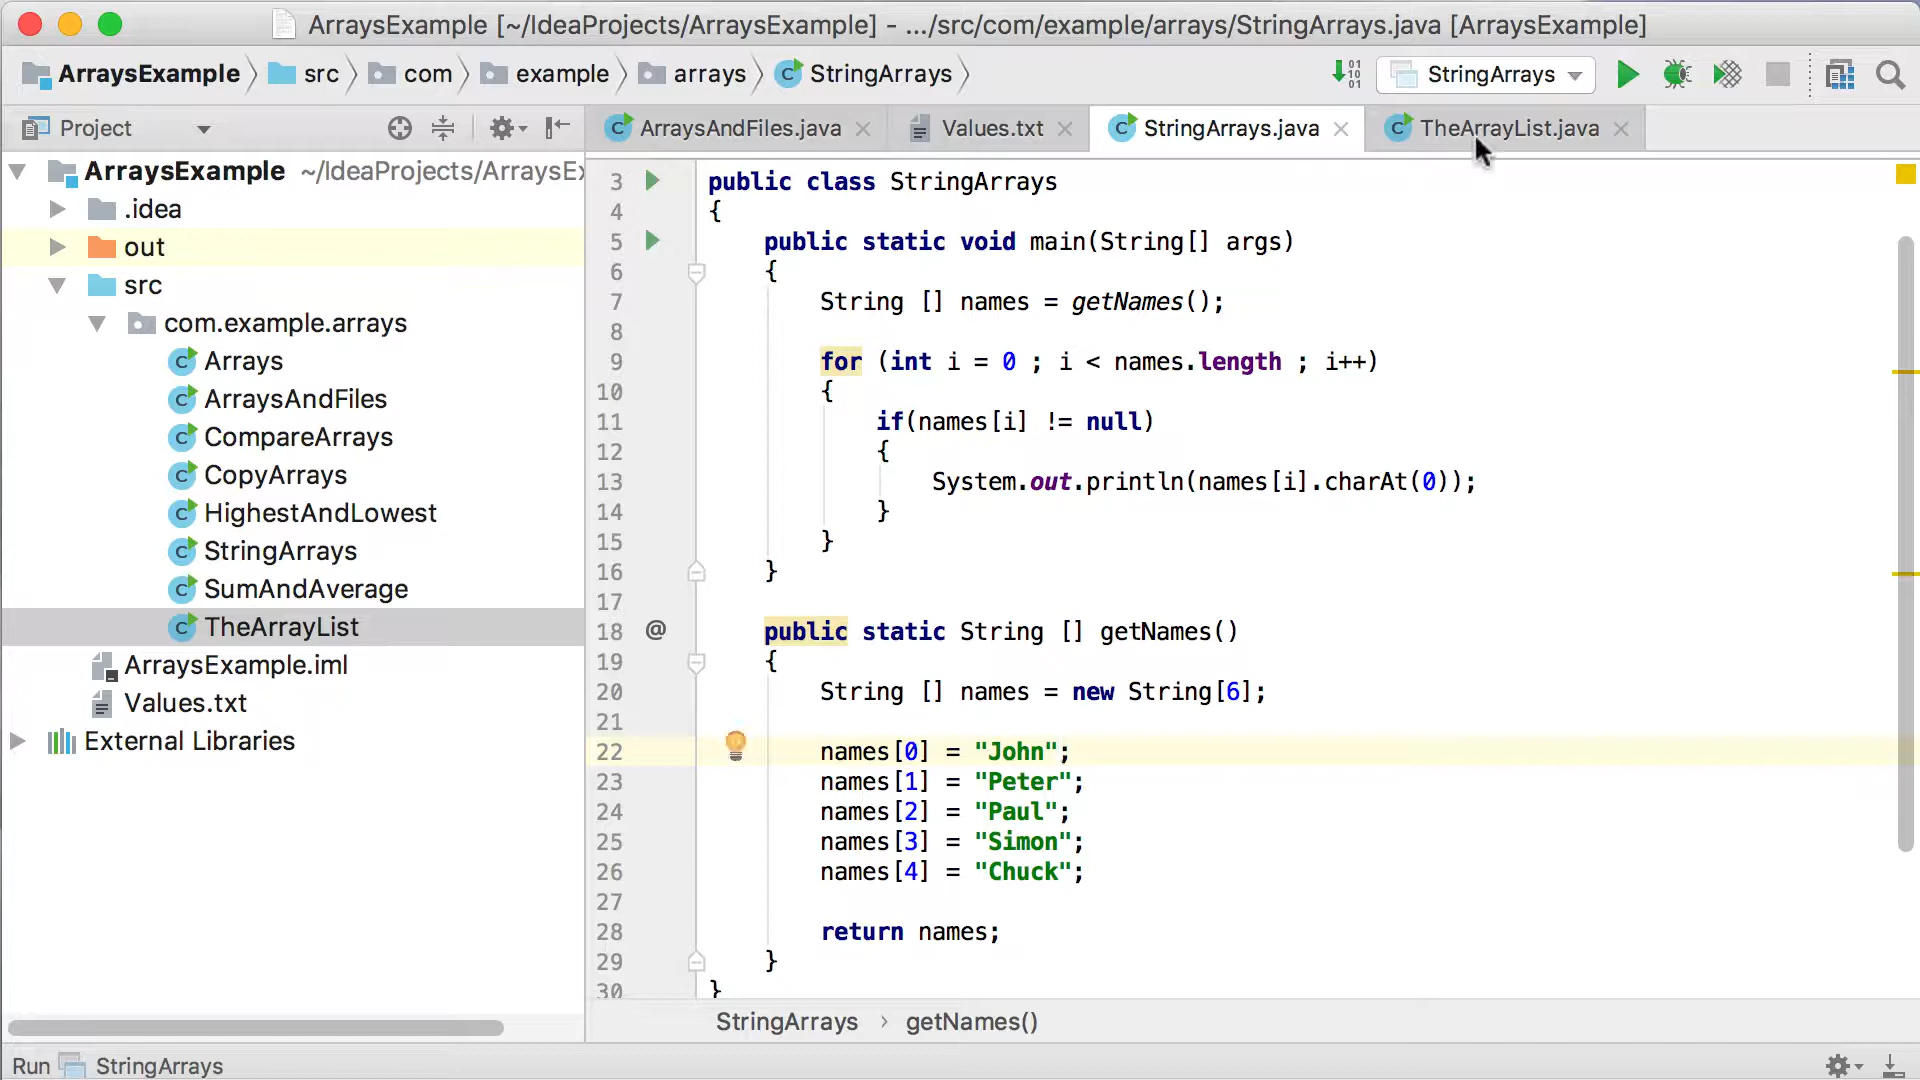 ArraysExample [~/IdeaProjects/ArraysExample] - .../src/com/example/arrays/StringArrays.java [ArraysExample]
ArraysExample src com example arrays StringArrays
StringArrays
Project
ArraysAndFiles.java Values.txt StringArrays.java TheArrayList.java
ArraysExample ~/IdeaProjects/ArraysE
.idea
out
src
com.example.arrays
Arrays
ArraysAndFiles
CompareArrays
CopyArrays
HighestAndLowest
StringArrays
SumAndAverage
TheArrayList
ArraysExample.iml
Values.txt
External Libraries
3 public class StringArrays
4 {
5 public static void main(String[] args)
6 {
7 String [] names = getNames();
8
9 for (int i = 0 ; i < names.length ; i++)
10 {
11 if(names[i] != null)
12 {
13 System.out.println(names[i].charAt(0));
14 }
15 }
16 }
17
18 @ public static String [] getNames()
19 {
20 String [] names = new String[6];
21
22 names[0] = "John";
23 names[1] = "Peter";
24 names[2] = "Paul";
25 names[3] = "Simon";
26 names[4] = "Chuck";
27
28 return names;
29 }
30 }
StringArrays › getNames()
Run StringArrays